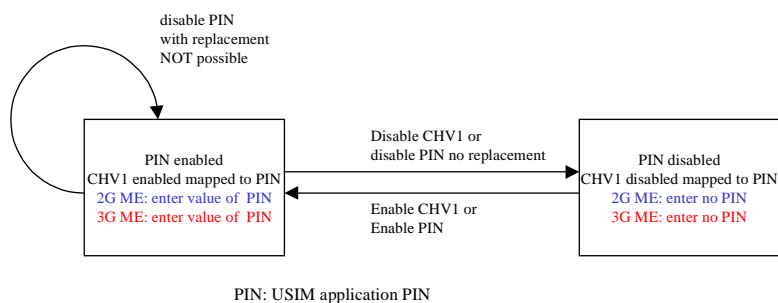 disable PIN
with replacement
NOT possible
PIN enabled
CHV1 enabled mapped to PIN
2G ME: enter value of PIN
3G ME: enter value of PIN
Disable CHV1 or
disable PIN no replacement
Enable CHV1 or
Enable PIN
PIN disabled
CHV1 disabled mapped to PIN
2G ME: enter no PIN
3G ME: enter no PIN
PIN: USIM application PIN